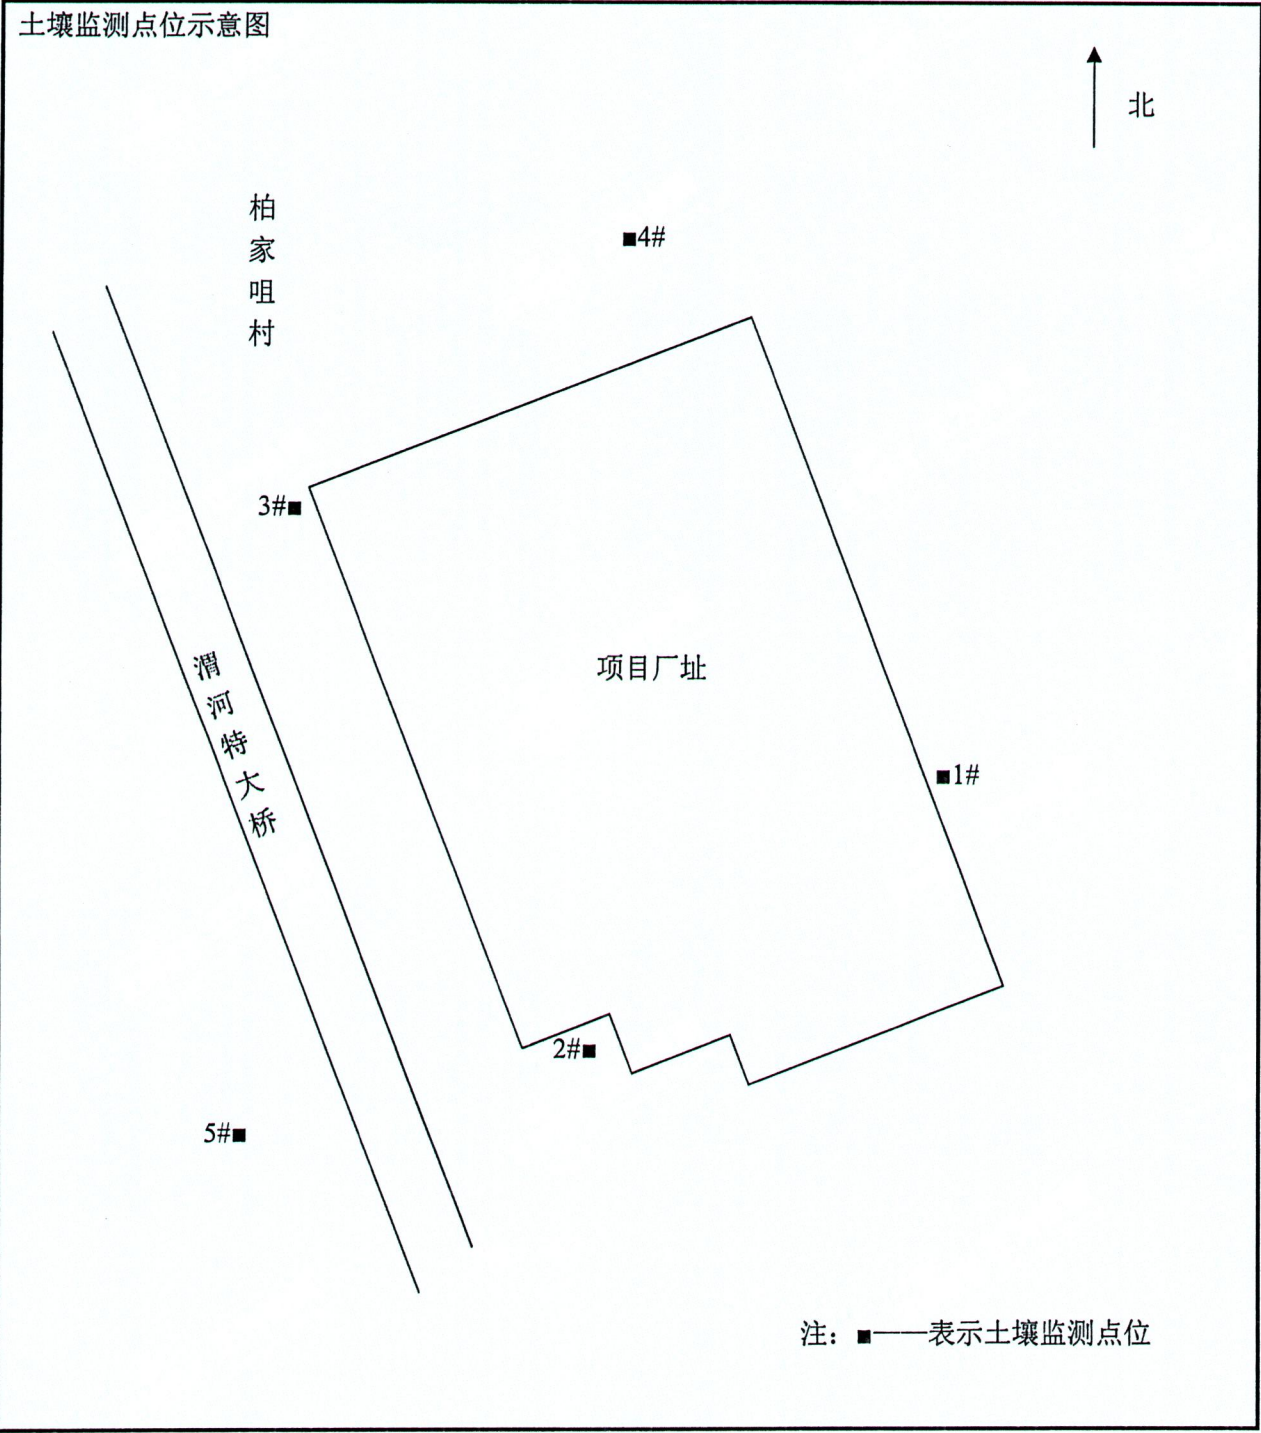 土壤监测点位示意图
北
柏家咀村
■4#
3#■
项目厂址
渭河特大桥
■1#
2#■
5#■
注：■——表示土壤监测点位